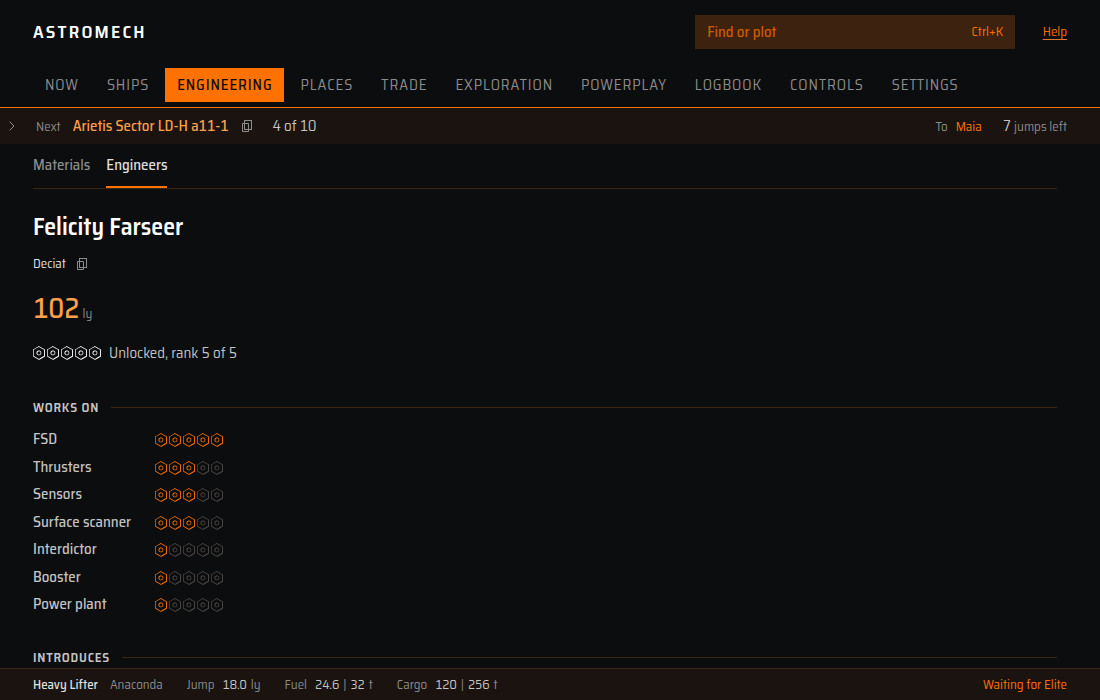 ASTROMECH
Find or plot Ctrl+K Help
NOW SHIPS ENGINEERING PLACES TRADE EXPLORATION POWERPLAY LOGBOOK CONTROLS SETTINGS
Next Arietis Sector LD-H a11-1 4 of 10 To Maia 7 jumps left
Materials Engineers
Felicity Farseer
Deciat
102 ly
Unlocked, rank 5 of 5
WORKS ON
FSD
Thrusters
Sensors
Surface scanner
Interdictor
Booster
Power plant
INTRODUCES
Heavy Lifter Anaconda Jump 18.0 ly Fuel 24.6 | 32 t Cargo 120 | 256 t Waiting for Elite